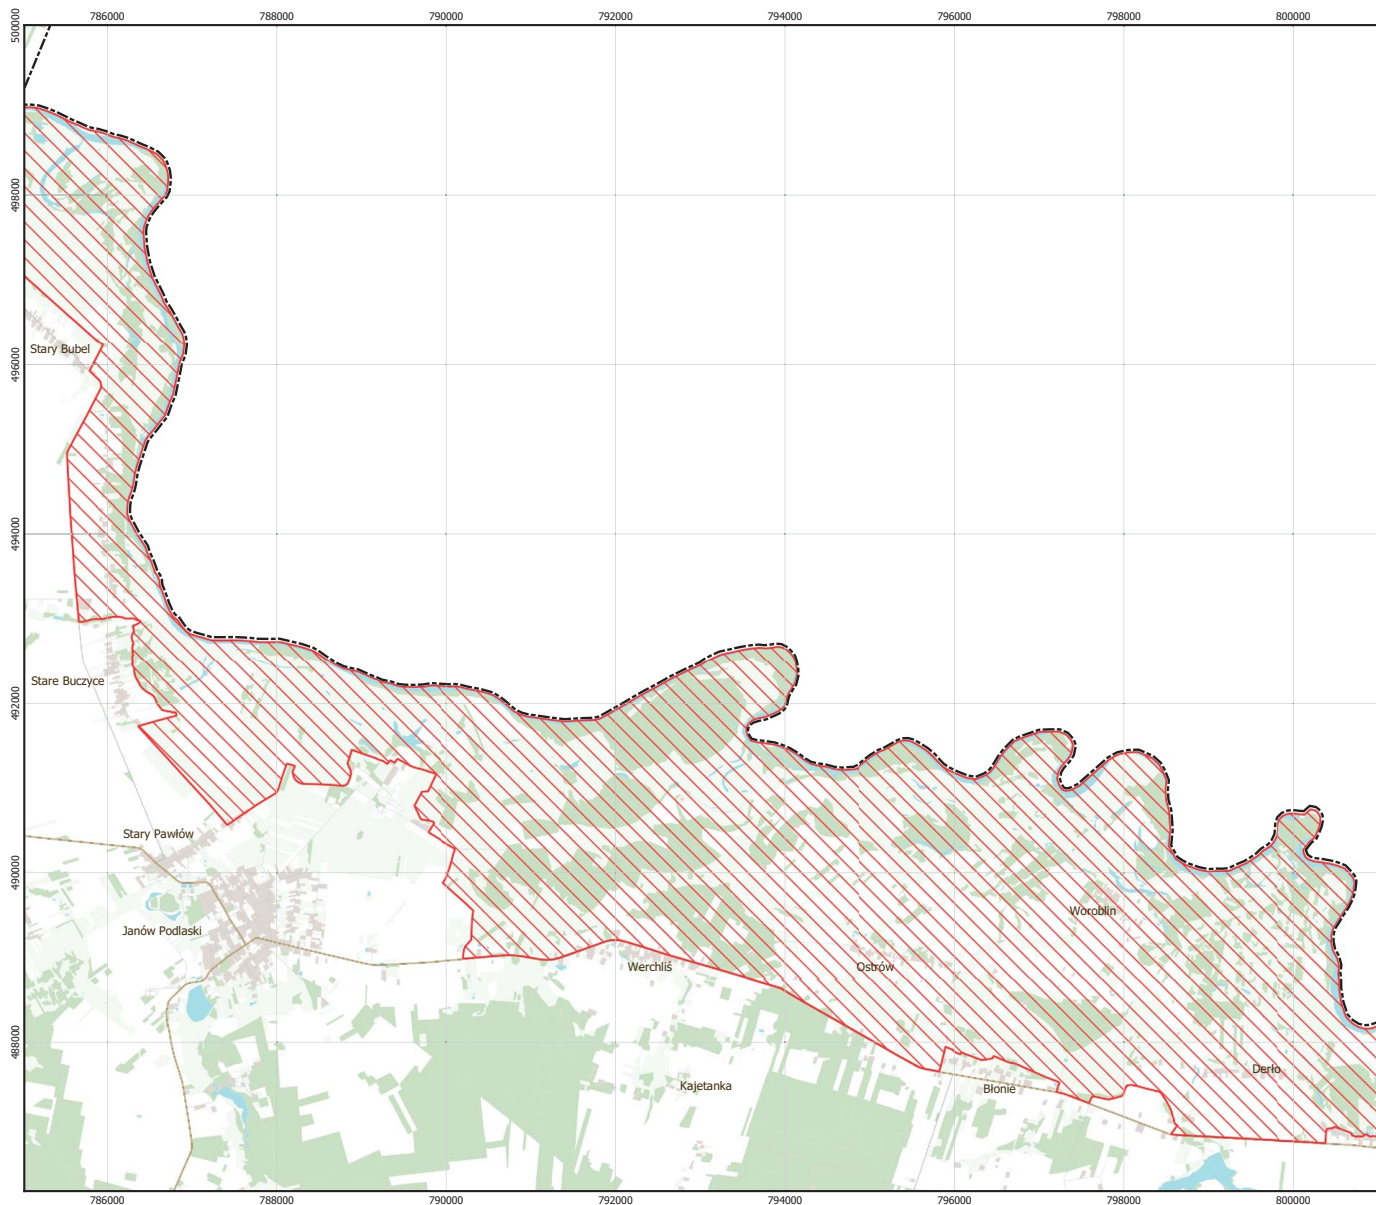 786000 788000 790000 792000 794000 796000 798000 800000
500000
498000
496000
Stary Bubel
494000
Stare Buczyce
492000
Stary Pawłów
490000
Woroblin
Janów Podlaski
Werchliś
Ostrów
488000
Derło
Kajetanka
Błonie
786000 788000 790000 792000 794000 796000 798000 800000